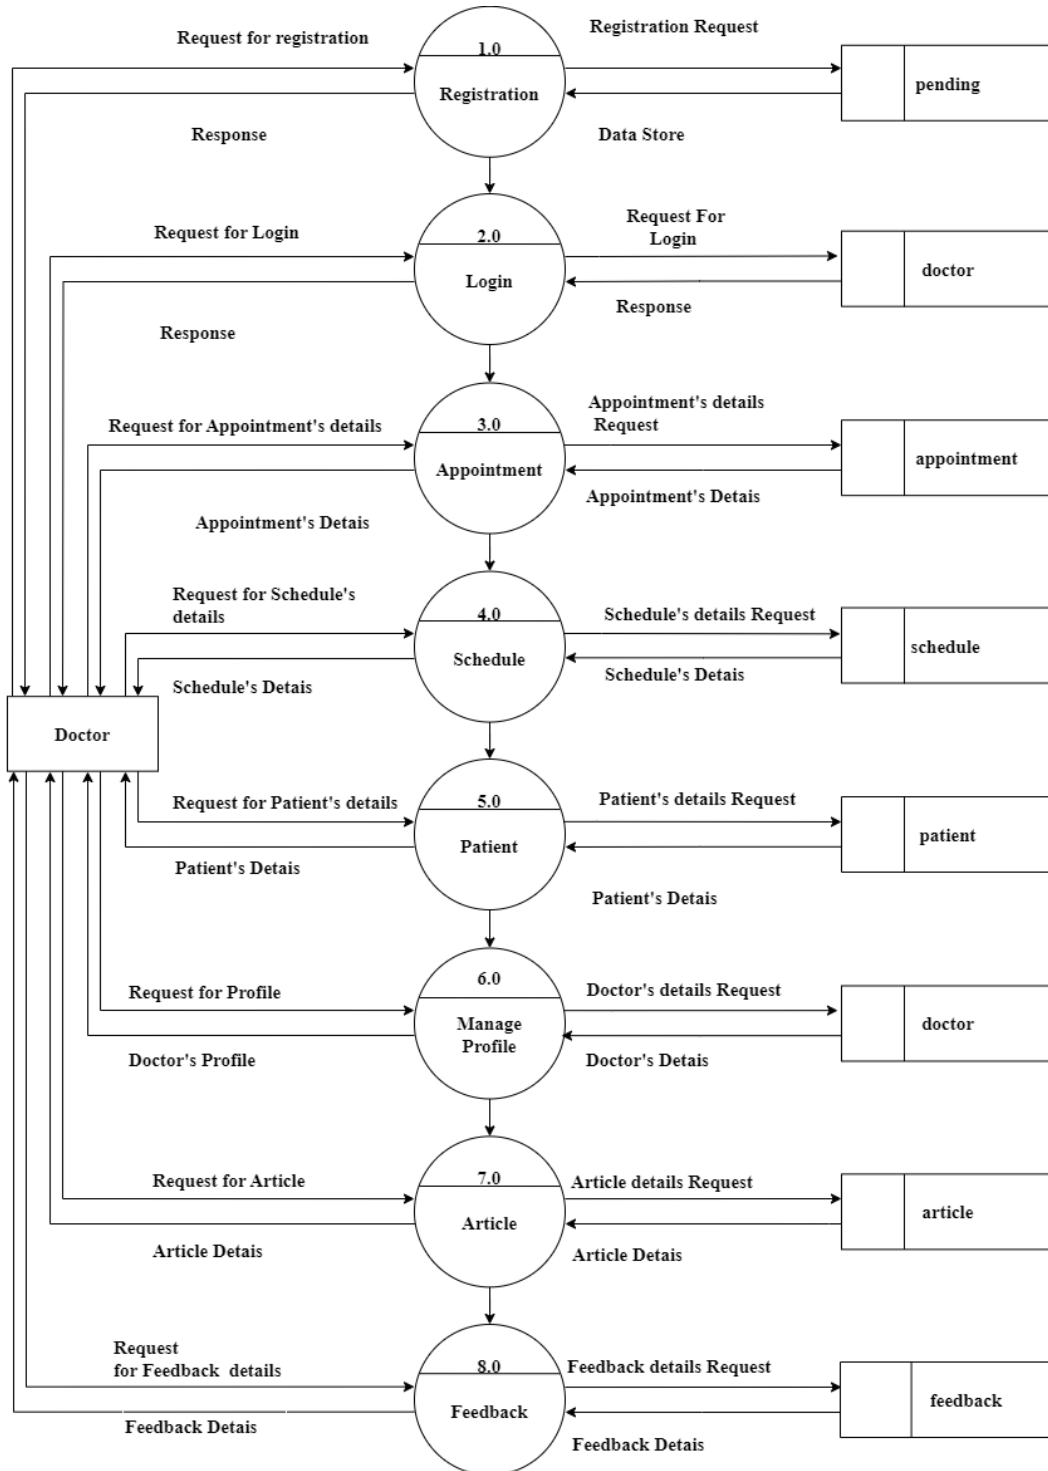 Request for registration
1.0
Registration Request
Registration
pending
Response
Data Store
Request for Login
2.0
Request For
Login
Login
doctor
Response
Response
Request for Appointment's details
3.0
Appointment's details
Request
Appointment
appointment
Appointment's Detais
Appointment's Detais
Request for Schedule's
details
4.0
Schedule's details Request
Schedule
schedule
Schedule's Detais
Schedule's Detais
Doctor
Request for Patient's details
5.0
Patient's details Request
Patient
patient
Patient's Detais
Patient's Detais
Request for Profile
6.0
Doctor's details Request
Manage
Profile
doctor
Doctor's Profile
Doctor's Detais
Request for Article
7.0
Article details Request
Article
article
Article Detais
Article Detais
Request
for Feedback details
8.0
Feedback details Request
Feedback
feedback
Feedback Detais
Feedback Detais